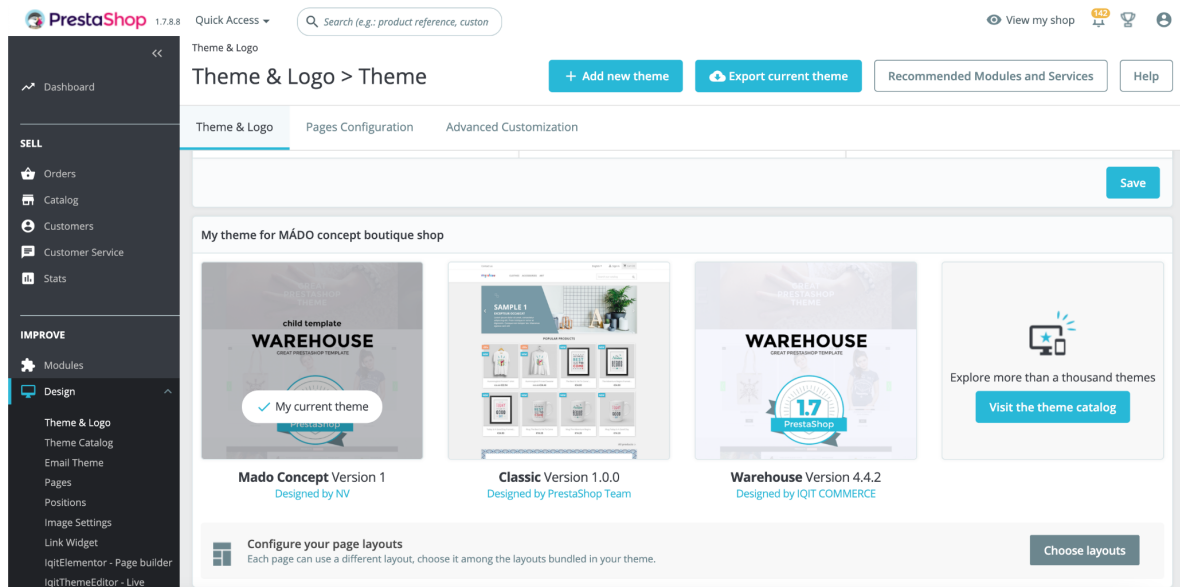 PrestaShop 1.7.8.8 Quick Access Search (e.g.: product reference, custon View my shop 142
Theme & Logo
Theme & Logo > Theme
+ Add new theme Export current theme Recommended Modules and Services Help
Theme & Logo Pages Configuration Advanced Customization
Dashboard
SELL
Orders
Catalog
Customers
Customer Service
Stats
IMPROVE
Modules
Design
Theme & Logo
Theme Catalog
Email Theme
Pages
Positions
Image Settings
Link Widget
IqitElementor - Page builder
IqitThemeEditor - Live
Save
My theme for MÁDO concept boutique shop
child template
WAREHOUSE
GREAT PRESTASHOP TEMPLATE
My current theme
PrestaShop
Mado Concept Version 1
Designed by NV
my store
SAMPLE 1
POPULAR PRODUCTS
Classic Version 1.0.0
Designed by PrestaShop Team
WAREHOUSE
GREAT PRESTASHOP TEMPLATE
1.7
PrestaShop
Warehouse Version 4.4.2
Designed by IQIT COMMERCE
Explore more than a thousand themes
Visit the theme catalog
Configure your page layouts
Each page can use a different layout, choose it among the layouts bundled in your theme.
Choose layouts